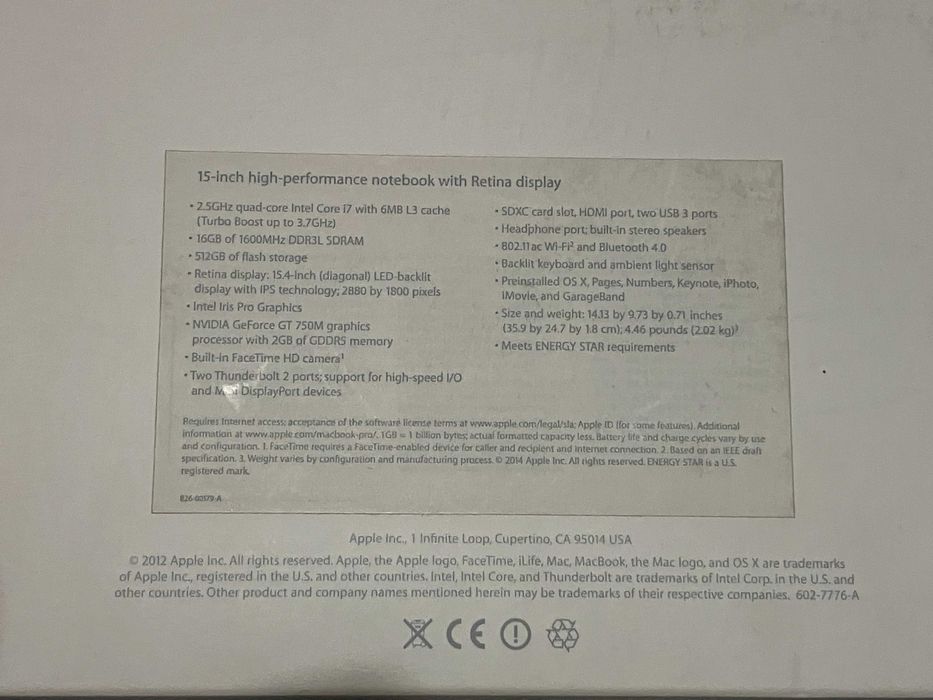 15-inch high-performance notebook with Retina display
• 2.5GHz quad-core Intel Core i7 with 6MB L3 cache
(Turbo Boost up to 3.7GHz)
• 16GB of 1600MHz DDR3L SDRAM
• 512GB of flash storage
• Retina display: 15.4-inch (diagonal) LED-backlit
display with IPS technology; 2880 by 1800 pixels
• Intel Iris Pro Graphics
• NVIDIA GeForce GT 750M graphics
processor with 2GB of GDDR5 memory
• Built-in FaceTime HD camera¹
• Two Thunderbolt 2 ports; support for high-speed I/O
and Mini DisplayPort devices
• SDXC card slot, HDMI port, two USB 3 ports
• Headphone port; built-in stereo speakers
• 802.11ac Wi-Fi² and Bluetooth 4.0
• Backlit keyboard and ambient light sensor
• Preinstalled OS X, Pages, Numbers, Keynote, iPhoto,
iMovie, and GarageBand
• Size and weight: 14.13 by 9.73 by 0.71 inches
(35.9 by 24.7 by 1.8 cm); 4.46 pounds (2.02 kg)³
• Meets ENERGY STAR requirements
Requires Internet access; acceptance of the software license terms at www.apple.com/legal/sla; Apple ID (for some features). Additional
information at www.apple.com/macbook-pro/. 1GB = 1 billion bytes; actual formatted capacity less. Battery life and charge cycles vary by use
and configuration. 1. FaceTime requires a FaceTime-enabled device for caller and recipient and Internet connection. 2. Based on an IEEE draft
specification. 3. Weight varies by configuration and manufacturing process. © 2014 Apple Inc. All rights reserved. ENERGY STAR is a U.S.
registered mark.
826-00579-A
Apple Inc., 1 Infinite Loop, Cupertino, CA 95014 USA
© 2012 Apple Inc. All rights reserved. Apple, the Apple logo, FaceTime, iLife, Mac, MacBook, the Mac logo, and OS X are trademarks
of Apple Inc., registered in the U.S. and other countries. Intel, Intel Core, and Thunderbolt are trademarks of Intel Corp. in the U.S. and
other countries. Other product and company names mentioned herein may be trademarks of their respective companies. 602-7776-A
CE